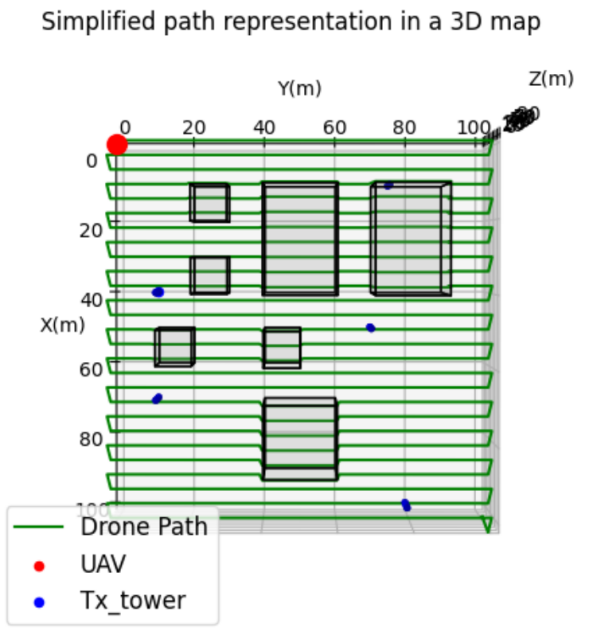 Simplified path representation in a 3D map
Z(m)
Y(m)
0 20 40 60 80 100
0
20
40
X(m)
60
80
100
Drone Path
UAV
Tx_tower